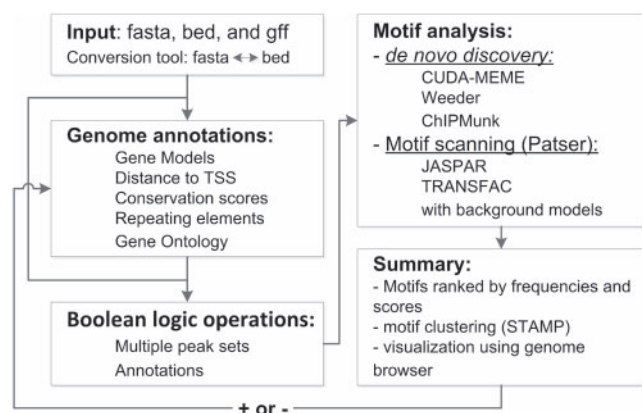 Input: fasta, bed, and gff
Conversion tool: fasta ↔ bed
Genome annotations:
Gene Models
Distance to TSS
Conservation scores
Repeating elements
Gene Ontology
Boolean logic operations:
Multiple peak sets
Annotations
Motif analysis:
- de novo discovery:
CUDA-MEME
Weeder
ChIPMunk
- Motif scanning (Patser):
JASPAR
TRANSFAC
with background models
Summary:
- Motifs ranked by frequencies and
scores
- motif clustering (STAMP)
- visualization using genome
browser
+ or -